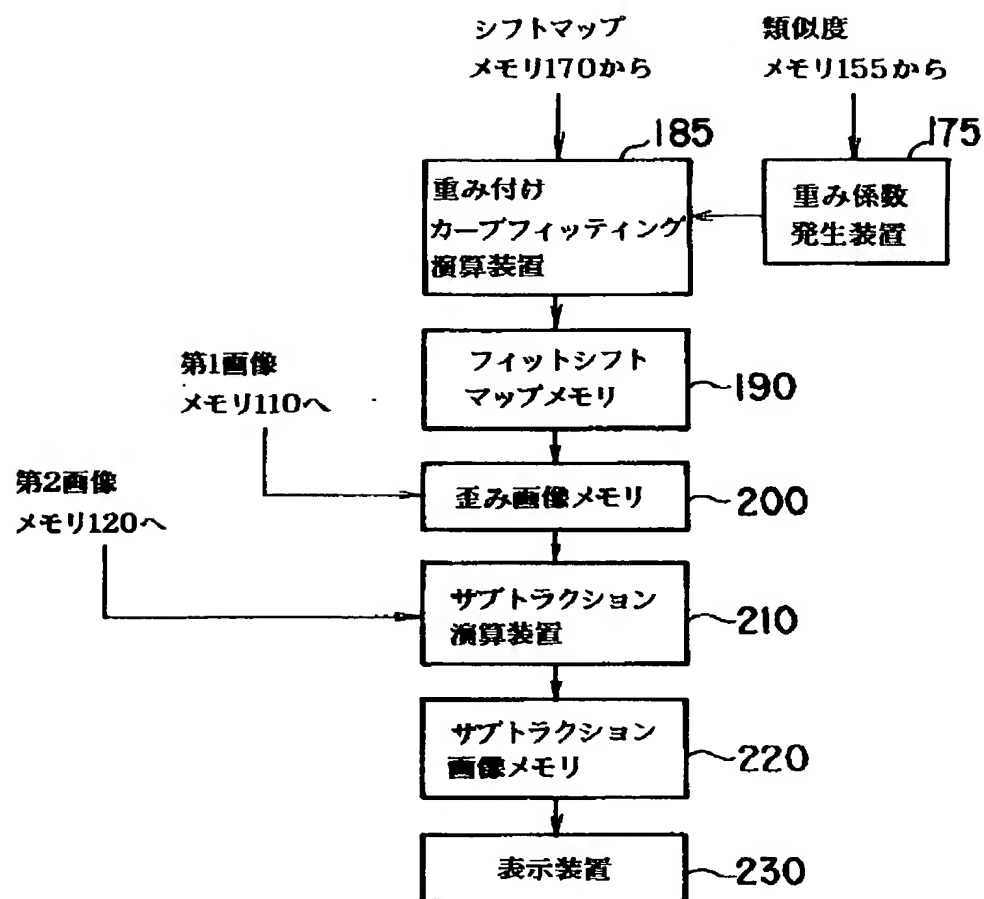 シフトマップ
メモリ170から
類似度
メモリ155から
185
175
重み付け
カーブフィッティング
演算装置
重み係数
発生装置
第1画像
メモリ110へ
フィットシフト
マップメモリ
190
第2画像
メモリ120へ
歪み画像メモリ
200
サブトラクション
演算装置
210
サブトラクション
画像メモリ
220
表示装置
230